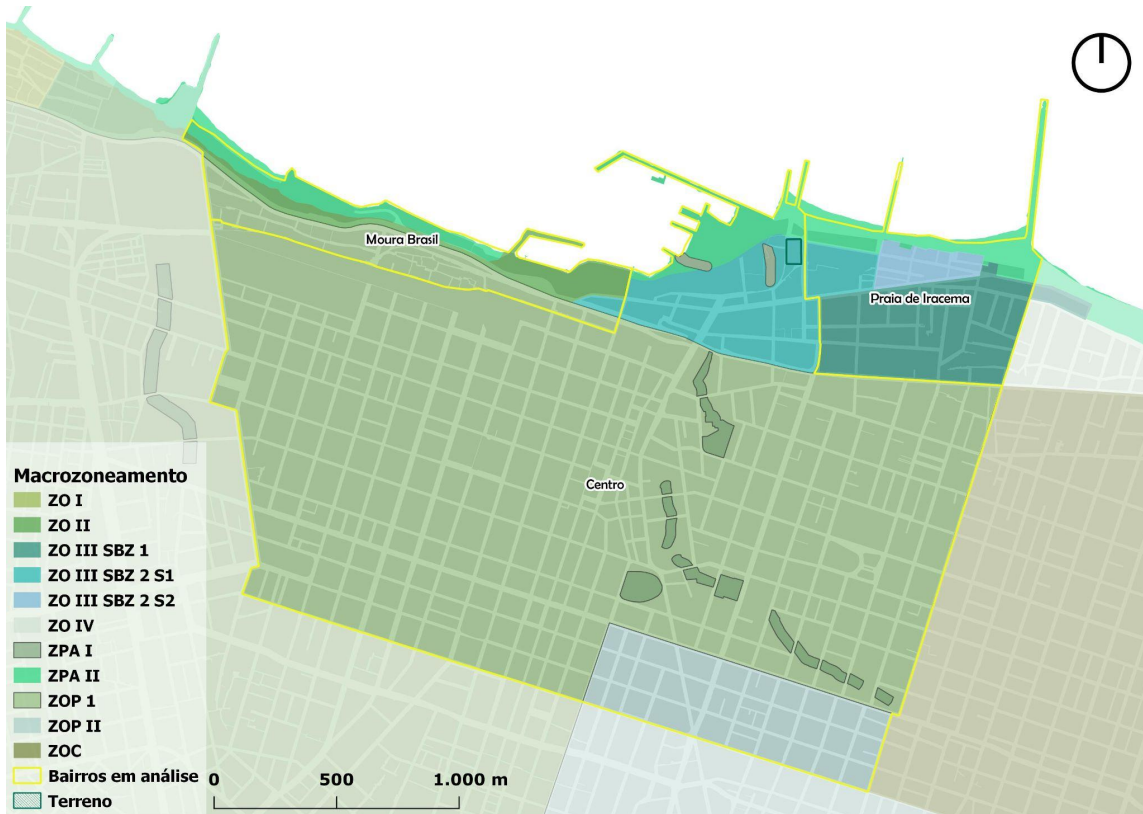 Moura Brasil
Praia de Iracema
Centro
Macrozoneamento
ZO I
ZO II
ZO III SBZ 1
ZO III SBZ 2 S1
ZO III SBZ 2 S2
ZO IV
ZPA I
ZPA II
ZOP 1
ZOP II
ZOC
Bairros em análise
Terreno
0 500 1.000 m